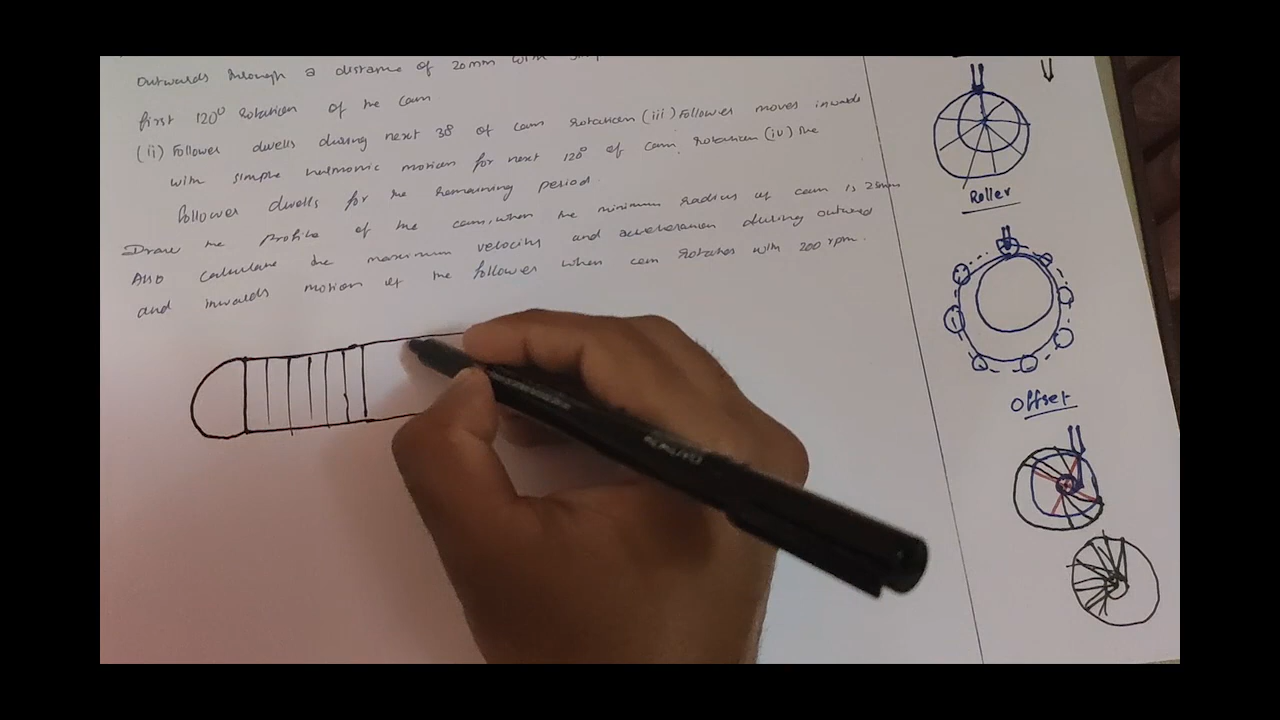 Outwards through a distance of 20mm with
first 120° Rotation of the cam
(ii) Follower dwells during next 30° of cam Rotation (iii) Follower moves inwards
with simple harmonic motion for next 120° of cam Rotation (iv) The
follower dwells for the remaining period.
Draw the profile of the cam, when the minimum radius of cam is 25mm
Also calculate the maximum velocity and acceleration during outward
and inwards motion of the follower when cam Rotates with 200 rpm.
Roller
Offset